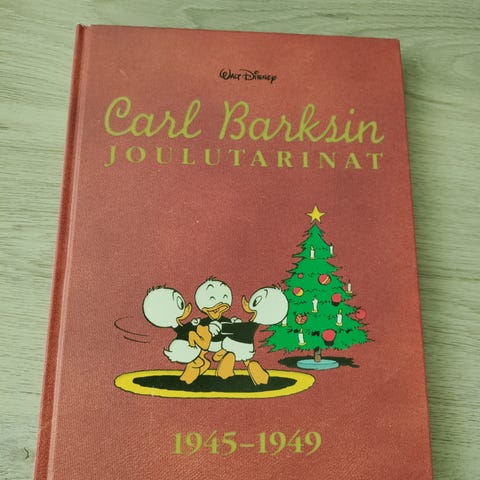 Walt Disney
Carl Barksin
JOULUTARINAT
1945–1949